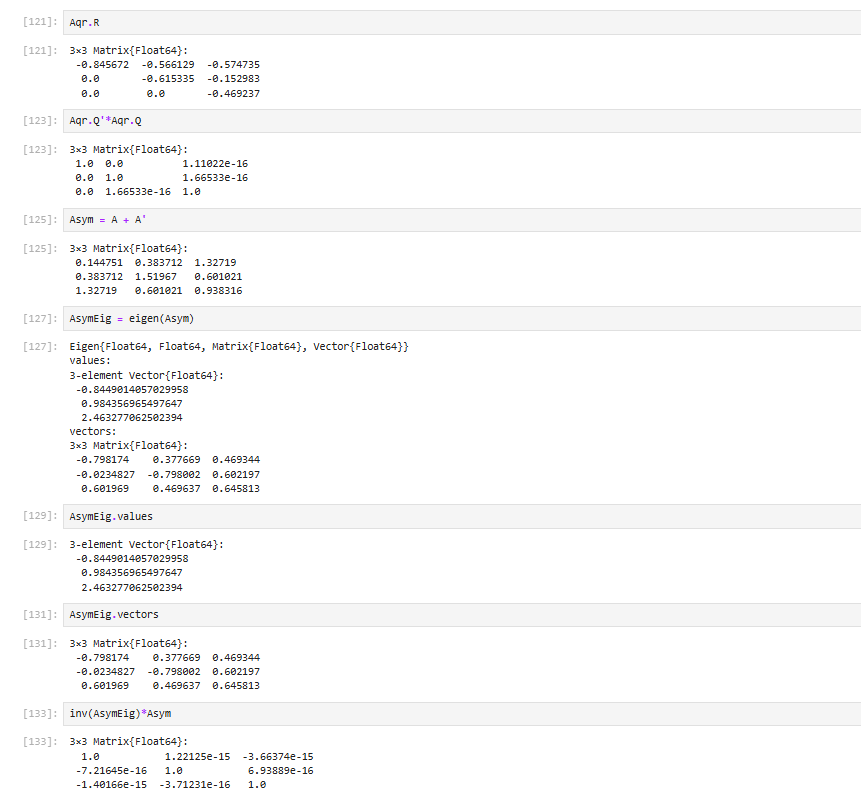 [121]: Aqr.R
[121]: 3×3 Matrix{Float64}:
-0.845672 -0.566129 -0.574735
0.0 -0.615335 -0.152983
0.0 0.0 -0.469237
[123]: Aqr.Q'*Aqr.Q
[123]: 3×3 Matrix{Float64}:
1.0 0.0 1.11022e-16
0.0 1.0 1.66533e-16
0.0 1.66533e-16 1.0
[125]: Asym = A + A'
[125]: 3×3 Matrix{Float64}:
0.144751 0.383712 1.32719
0.383712 1.51967 0.601021
1.32719 0.601021 0.938316
[127]: AsymEig = eigen(Asym)
[127]: Eigen{Float64, Float64, Matrix{Float64}, Vector{Float64}}
values:
3-element Vector{Float64}:
-0.8449014057029958
0.984356965497647
2.463277062502394
vectors:
3×3 Matrix{Float64}:
-0.798174 0.377669 0.469344
-0.0234827 -0.798002 0.602197
0.601969 0.469637 0.645813
[129]: AsymEig.values
[129]: 3-element Vector{Float64}:
-0.8449014057029958
0.984356965497647
2.463277062502394
[131]: AsymEig.vectors
[131]: 3×3 Matrix{Float64}:
-0.798174 0.377669 0.469344
-0.0234827 -0.798002 0.602197
0.601969 0.469637 0.645813
[133]: inv(AsymEig)*Asym
[133]: 3×3 Matrix{Float64}:
1.0 1.22125e-15 -3.66374e-15
-7.21645e-16 1.0 6.93889e-16
-1.40166e-15 -3.71231e-16 1.0